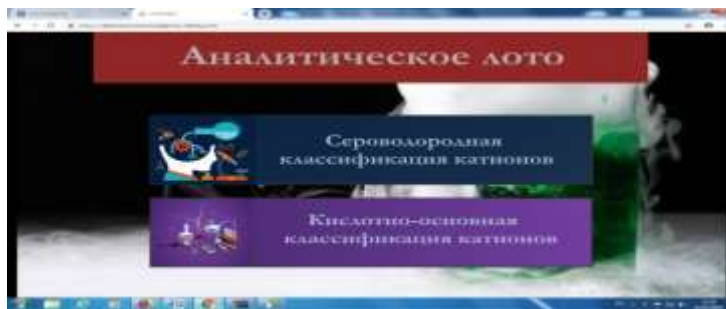 Аналитическое лото
Сероводородная
классификация катионов
Кислотно-основная
классификация катионов